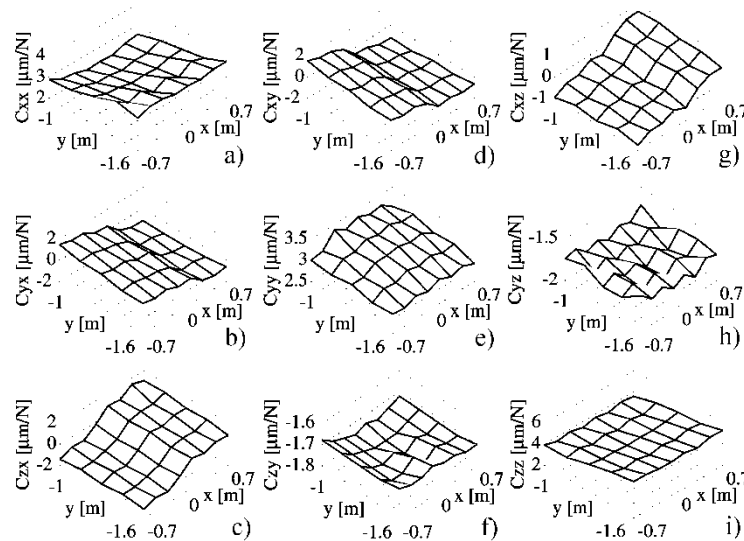 Cxx [µm/N]
4
3
2
-1
y [m]
-1.6 -0.7
0
x [m]
0.7
a)
Cxy [µm/N]
2
0
-2
-1
y [m]
-1.6 -0.7
0
x [m]
0.7
d)
Cxz [µm/N]
1
0
-1
-1
y [m]
-1.6 -0.7
0
x [m]
0.7
g)
Cyx [µm/N]
2
0
-2
-1
y [m]
-1.6 -0.7
0
x [m]
0.7
b)
Cyy [µm/N]
3.5
3
2.5
-1
y [m]
-1.6 -0.7
0
x [m]
0.7
e)
Cyz [µm/N]
-1.5
-2
-1
y [m]
-1.6 -0.7
0
x [m]
0.7
h)
Czx [µm/N]
2
0
-2
-1
y [m]
-1.6 -0.7
0
x [m]
0.7
c)
Czy [µm/N]
-1.6
-1.7
-1.8
-1
y [m]
-1.6 -0.7
0
x [m]
0.7
f)
Czz [µm/N]
6
4
2
-1
y [m]
-1.6 -0.7
0
x [m]
0.7
i)